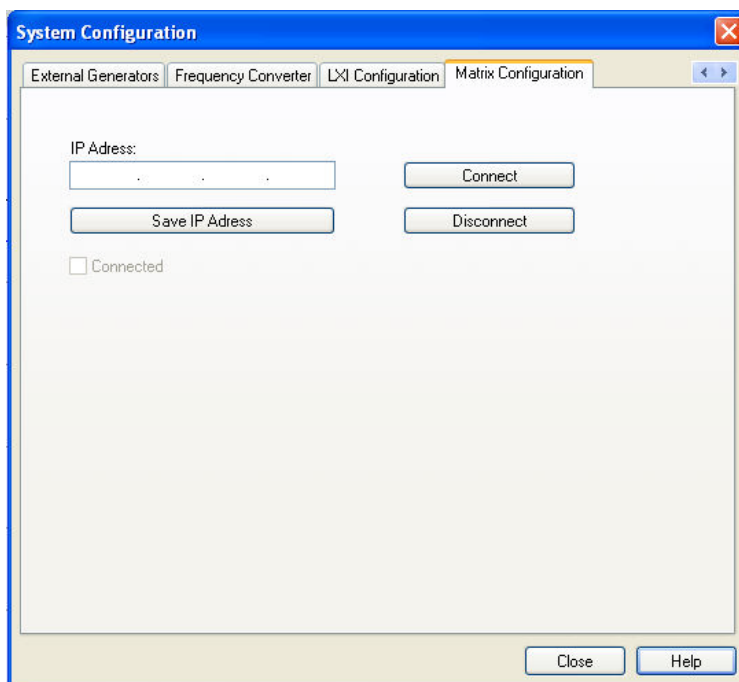 System Configuration
External Generators Frequency Converter LXI Configuration Matrix Configuration
IP Adress:
. . .
Connect
Save IP Adress Disconnect
Connected
Close Help